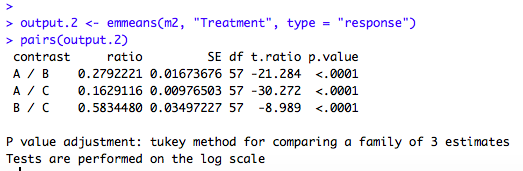 >
> output.2 <- emmeans(m2, "Treatment", type = "response")
> pairs(output.2)
 contrast     ratio         SE df t.ratio p.value
 A / B    0.2792221 0.01673676 57 -21.284  <.0001
 A / C    0.1629116 0.00976503 57 -30.272  <.0001
 B / C    0.5834480 0.03497227 57  -8.989  <.0001

P value adjustment: tukey method for comparing a family of 3 estimates
Tests are performed on the log scale